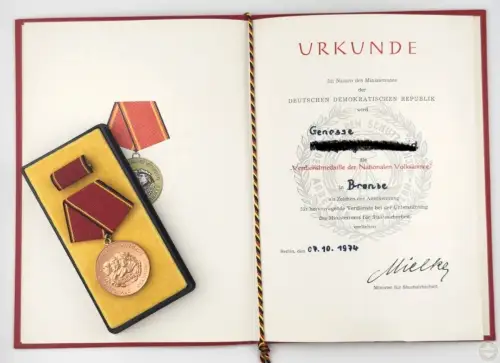 URKUNDE
Im Namen des Ministerrates
der
DEUTSCHEN DEMOKRATISCHEN REPUBLIK
wird
Genosse
die
"Verdienstmedaille der Nationalen Volksarmee"
in Bronze
als Zeichen der Anerkennung
für hervorragende Verdienste bei der Unterstützung
des Ministeriums für Staatssicherheit
verliehen
Berlin, den 07.10.1974
Mielke
Minister für Staatssicherheit